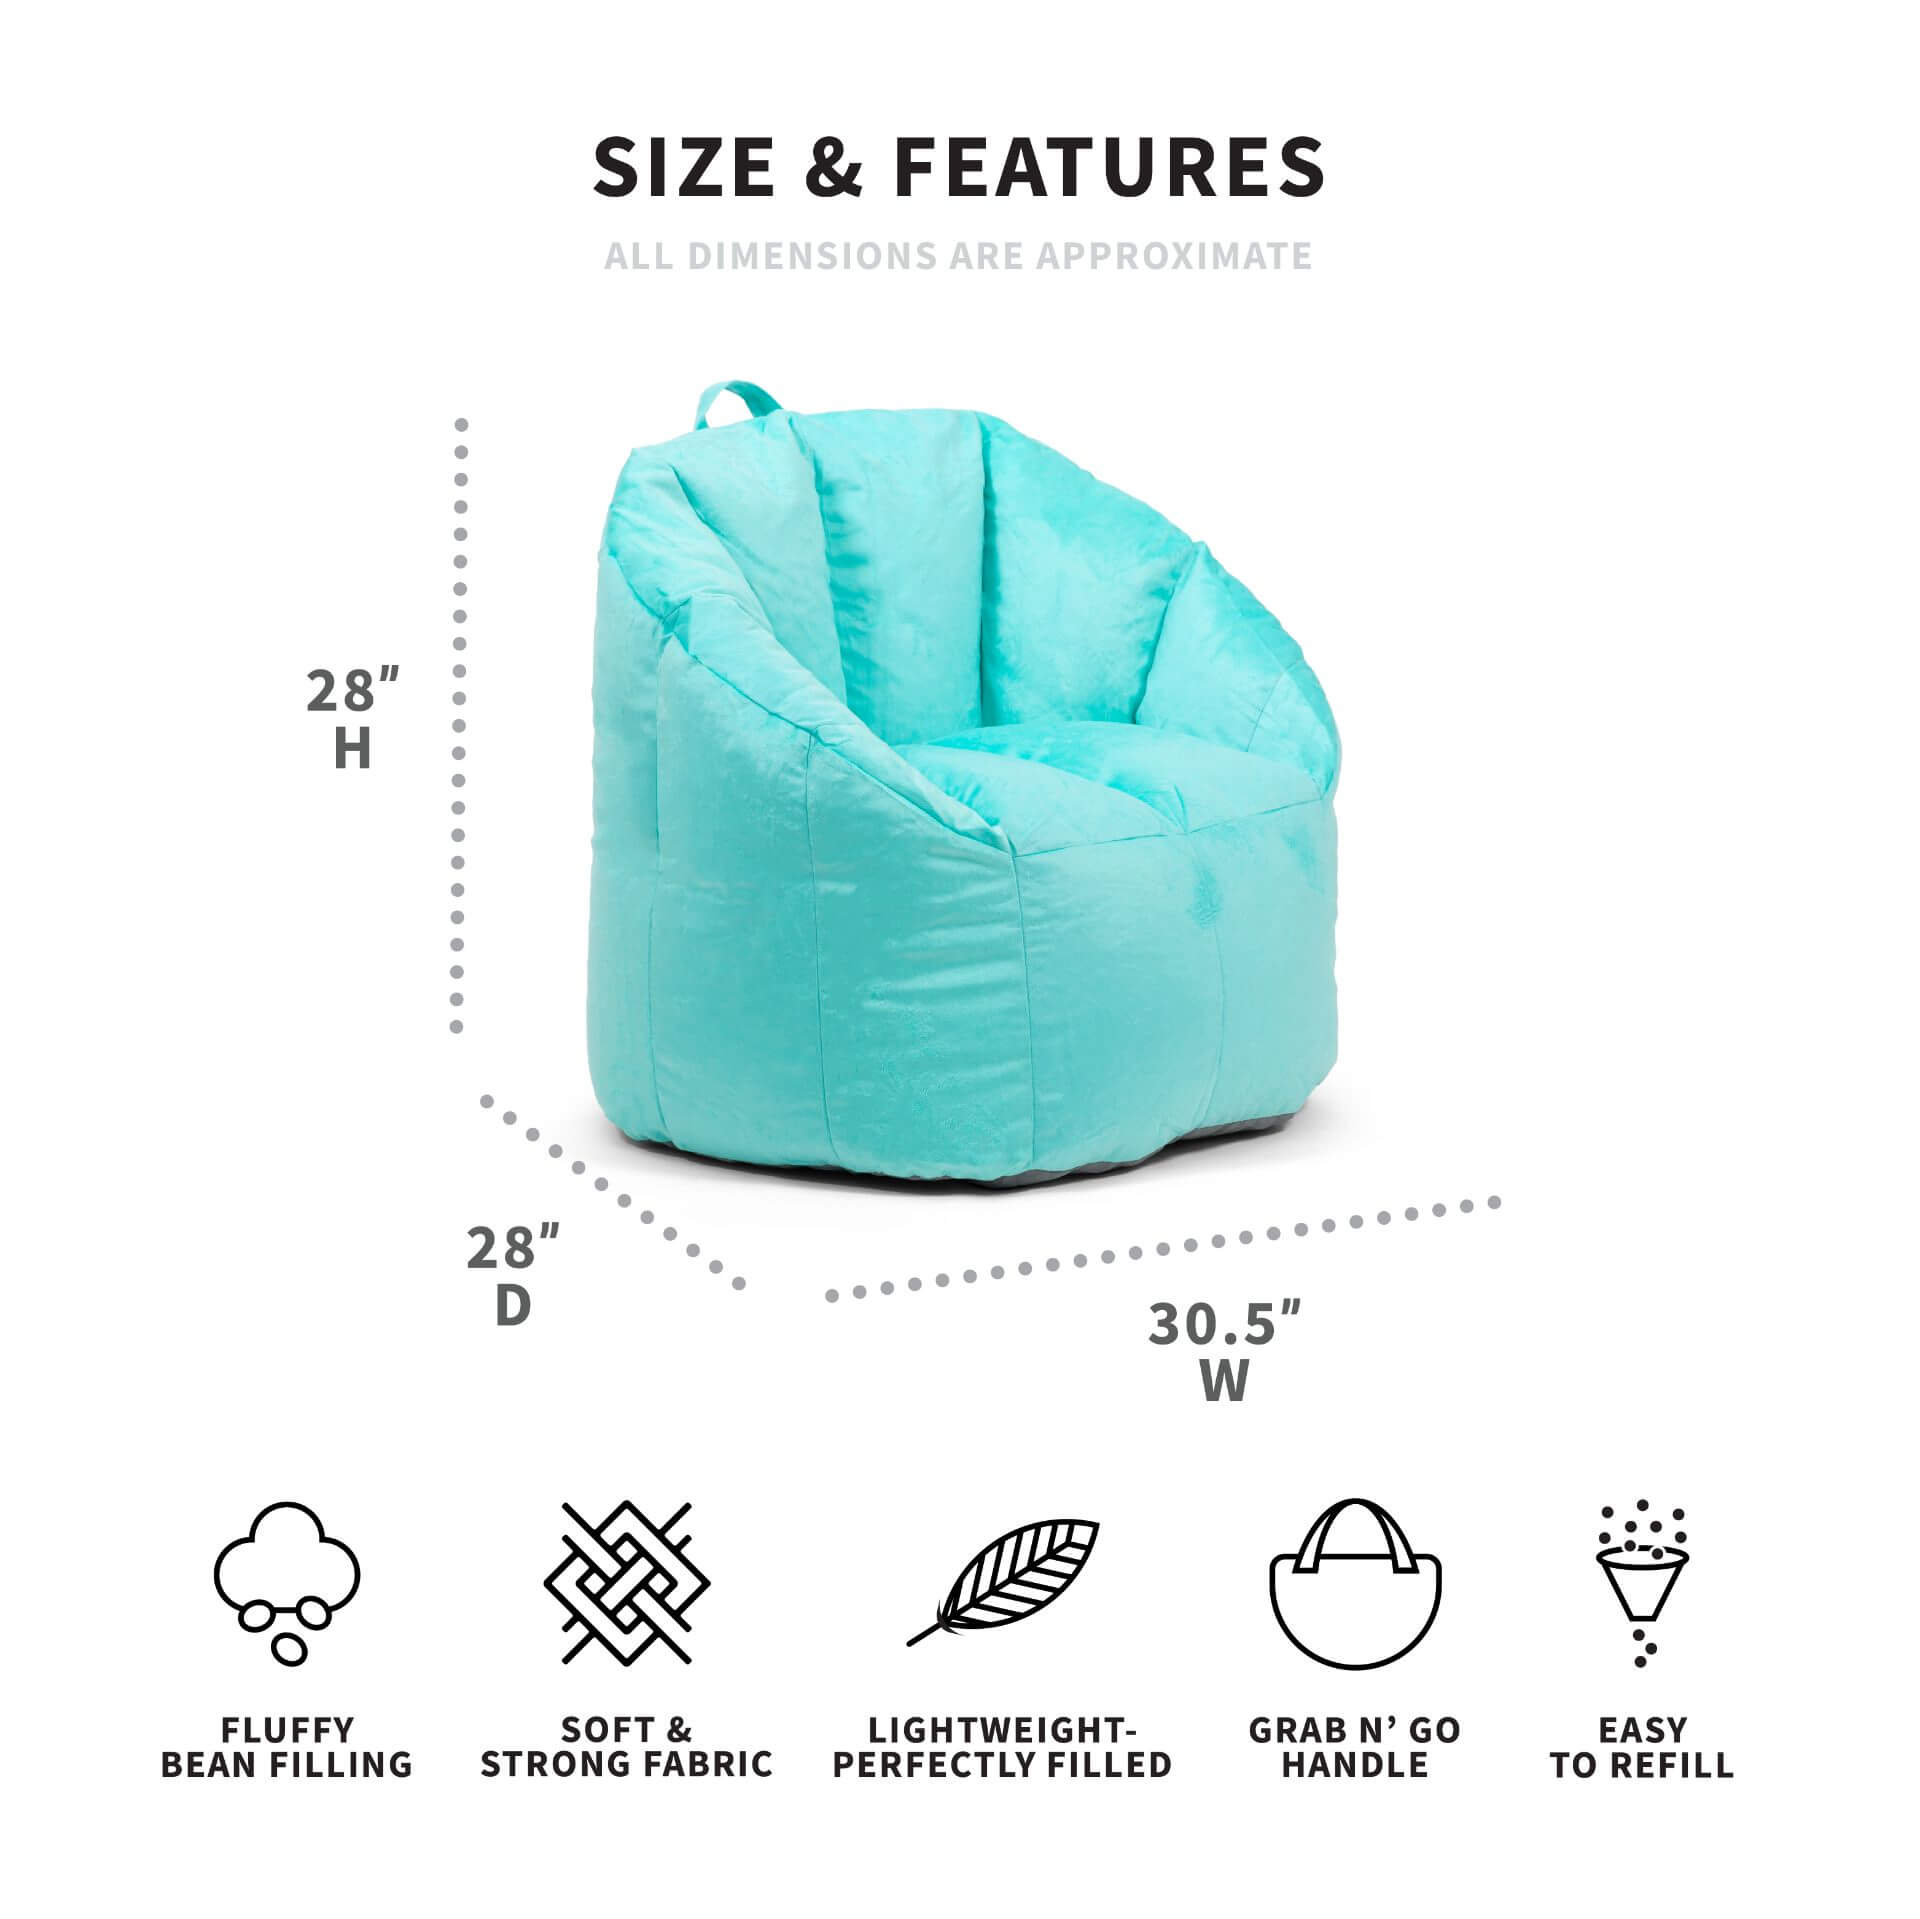 SIZE & FEATURES
ALL DIMENSIONS ARE APPROXIMATE
28"
H
28"
D
30.5"
W
FLUFFY
BEAN FILLING
SOFT &
STRONG FABRIC
LIGHTWEIGHT-
PERFECTLY FILLED
GRAB N’ GO
HANDLE
EASY
TO REFILL